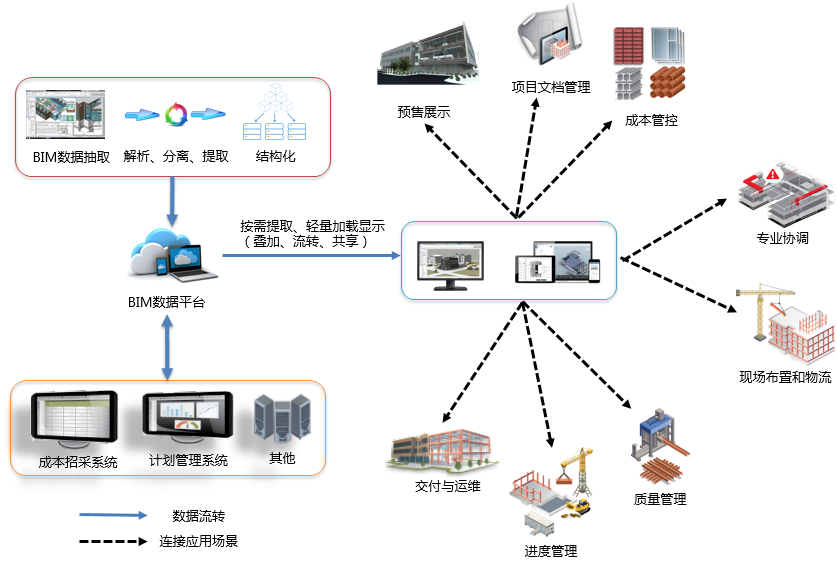 预售展示
项目文档管理
成本管控
BIM数据抽取
解析、分离、提取
结构化
专业协调
按需提取、轻量加载显示
（叠加、流转、共享）
BIM数据平台
现场布置和物流
成本招采系统
计划管理系统
其他
交付与运维
质量管理
进度管理
数据流转
连接应用场景